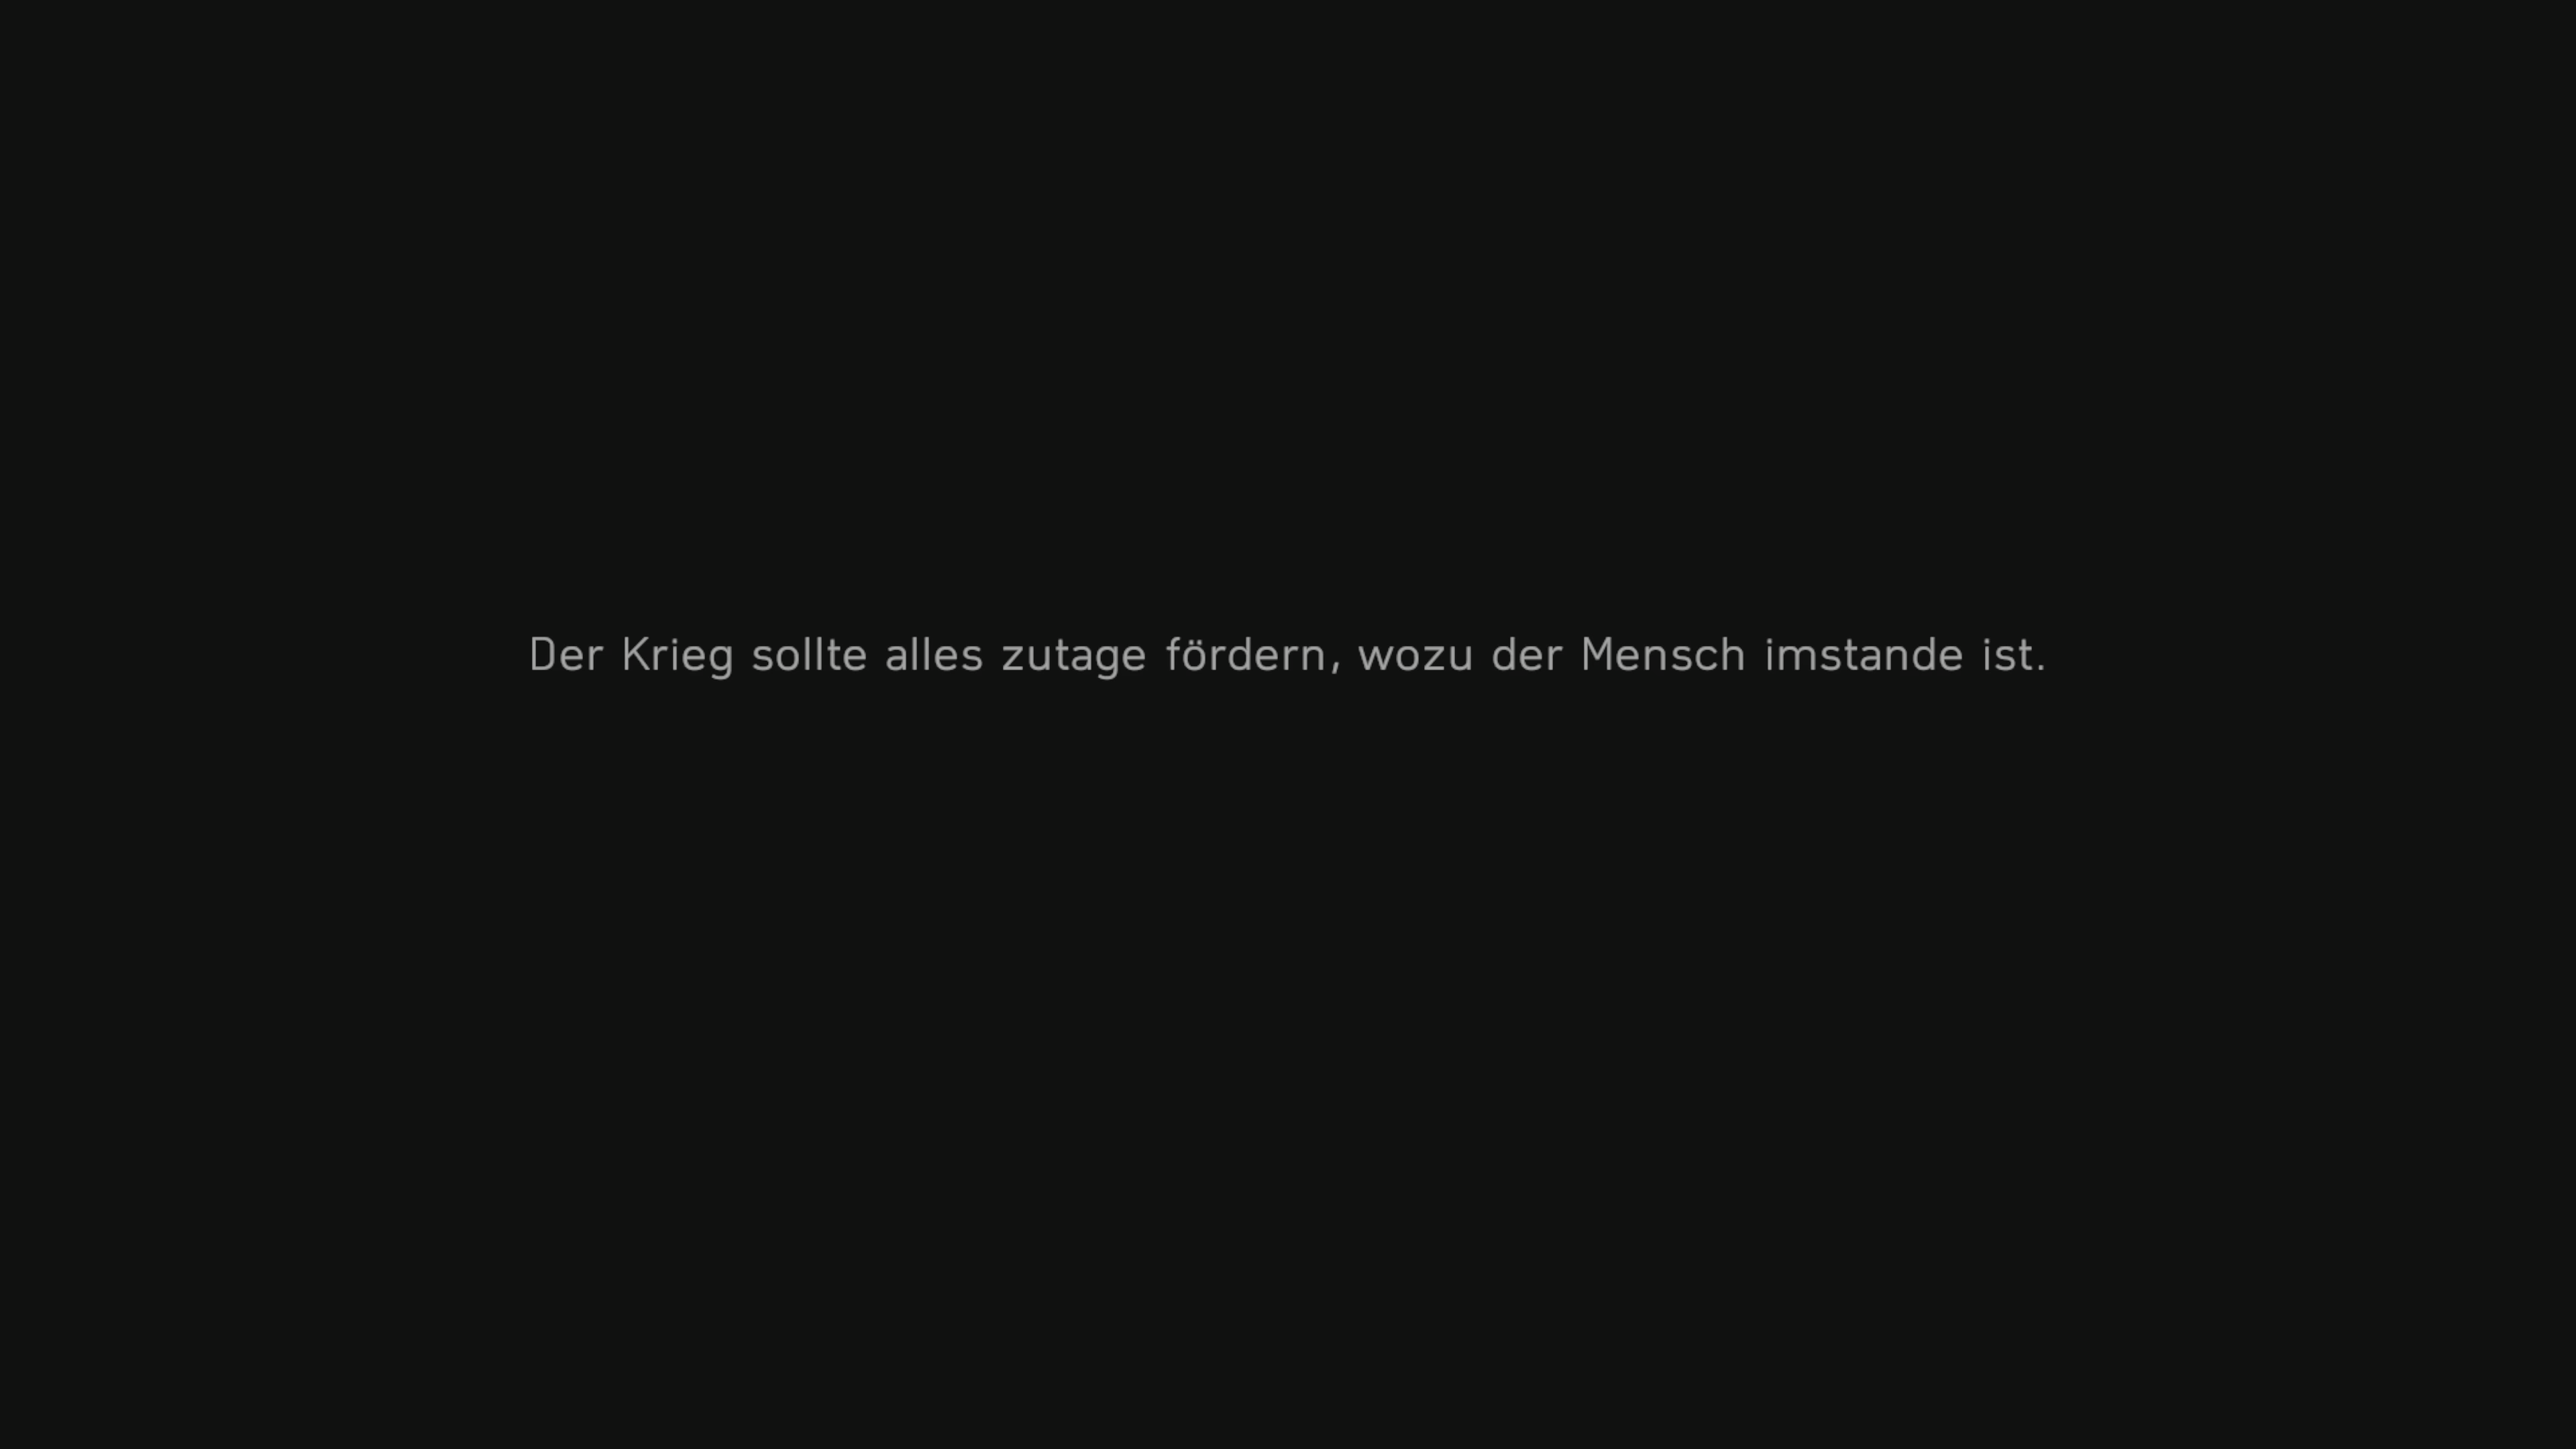 Der Krieg sollte alles zutage fördern, wozu der Mensch imstande ist.